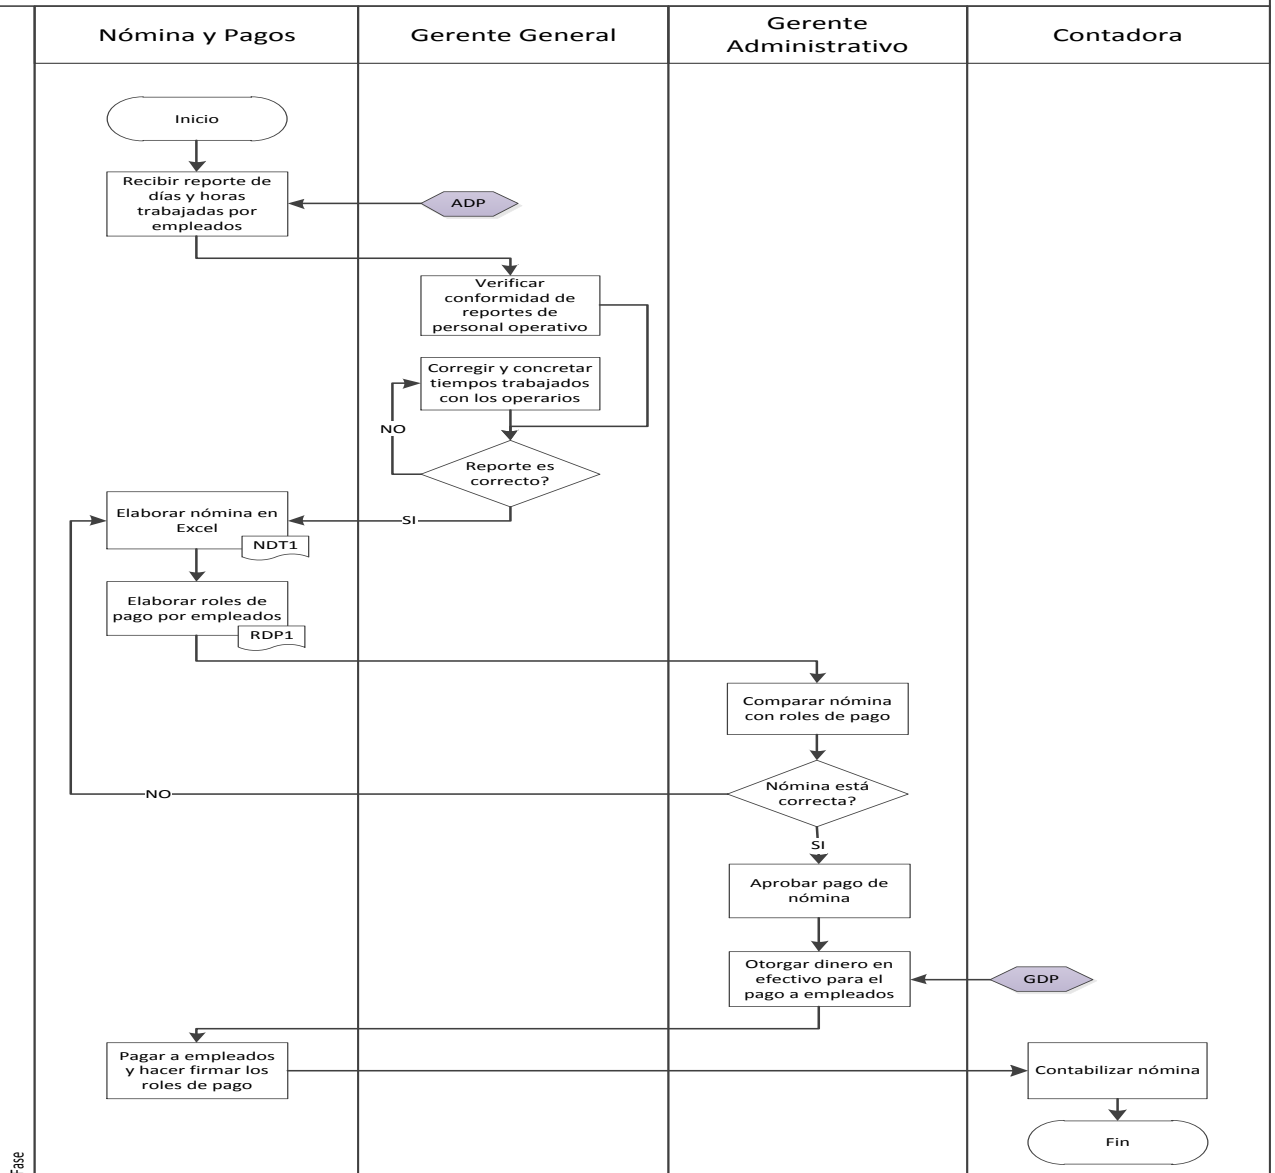 Nómina y Pagos
Gerente General
Gerente
Administrativo
Contadora
Inicio
Recibir reporte de
días y horas
trabajadas por
empleados
ADP
Verificar
conformidad de
reportes de
personal operativo
Corregir y concretar
tiempos trabajados
con los operarios
NO
Reporte es
correcto?
SI
Elaborar nómina en
Excel
NDT1
Elaborar roles de
pago por empleados
RDP1
Comparar nómina
con roles de pago
Nómina está
correcta?
NO
SI
Aprobar pago de
nómina
Otorgar dinero en
efectivo para el
pago a empleados
GDP
Pagar a empleados
y hacer firmar los
roles de pago
Contabilizar nómina
Fin
Fase